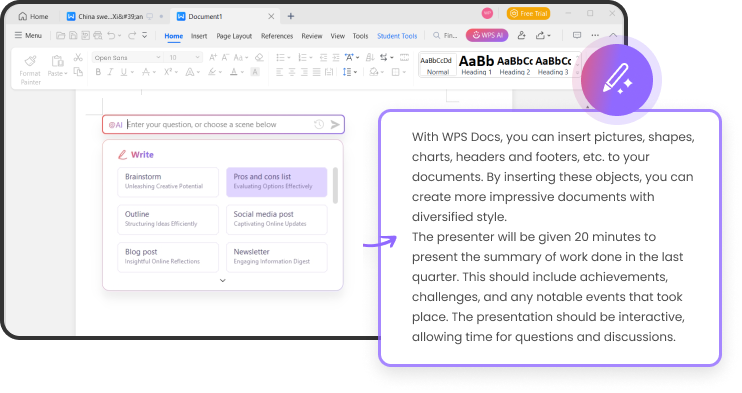 Home
China swe...Xi&#39;an
Document1
Free Trial
Menu
Home
Insert
Page Layout
References
Review
View
Tools
Student Tools
Fin...
WPS AI
Format
Painter
Paste
Open Sans
10
AaBbCcDd
Normal
AaBb
Heading 1
AaBbCc
Heading 2
AaBbCc
Heading 3
@AI Enter your question, or choose a scene below
Write
Brainstorm
Unleashing Creative Potential
Pros and cons list
Evaluating Options Effectively
Outline
Structuring Ideas Efficiently
Social media post
Captivating Online Updates
Blog post
Insightful Online Reflections
Newsletter
Engaging Information Digest
With WPS Docs, you can insert pictures, shapes,
charts, headers and footers, etc. to your
documents. By inserting these objects, you can
create more impressive documents with
diversified style.
The presenter will be given 20 minutes to
present the summary of work done in the last
quarter. This should include achievements,
challenges, and any notable events that took
place. The presentation should be interactive,
allowing time for questions and discussions.